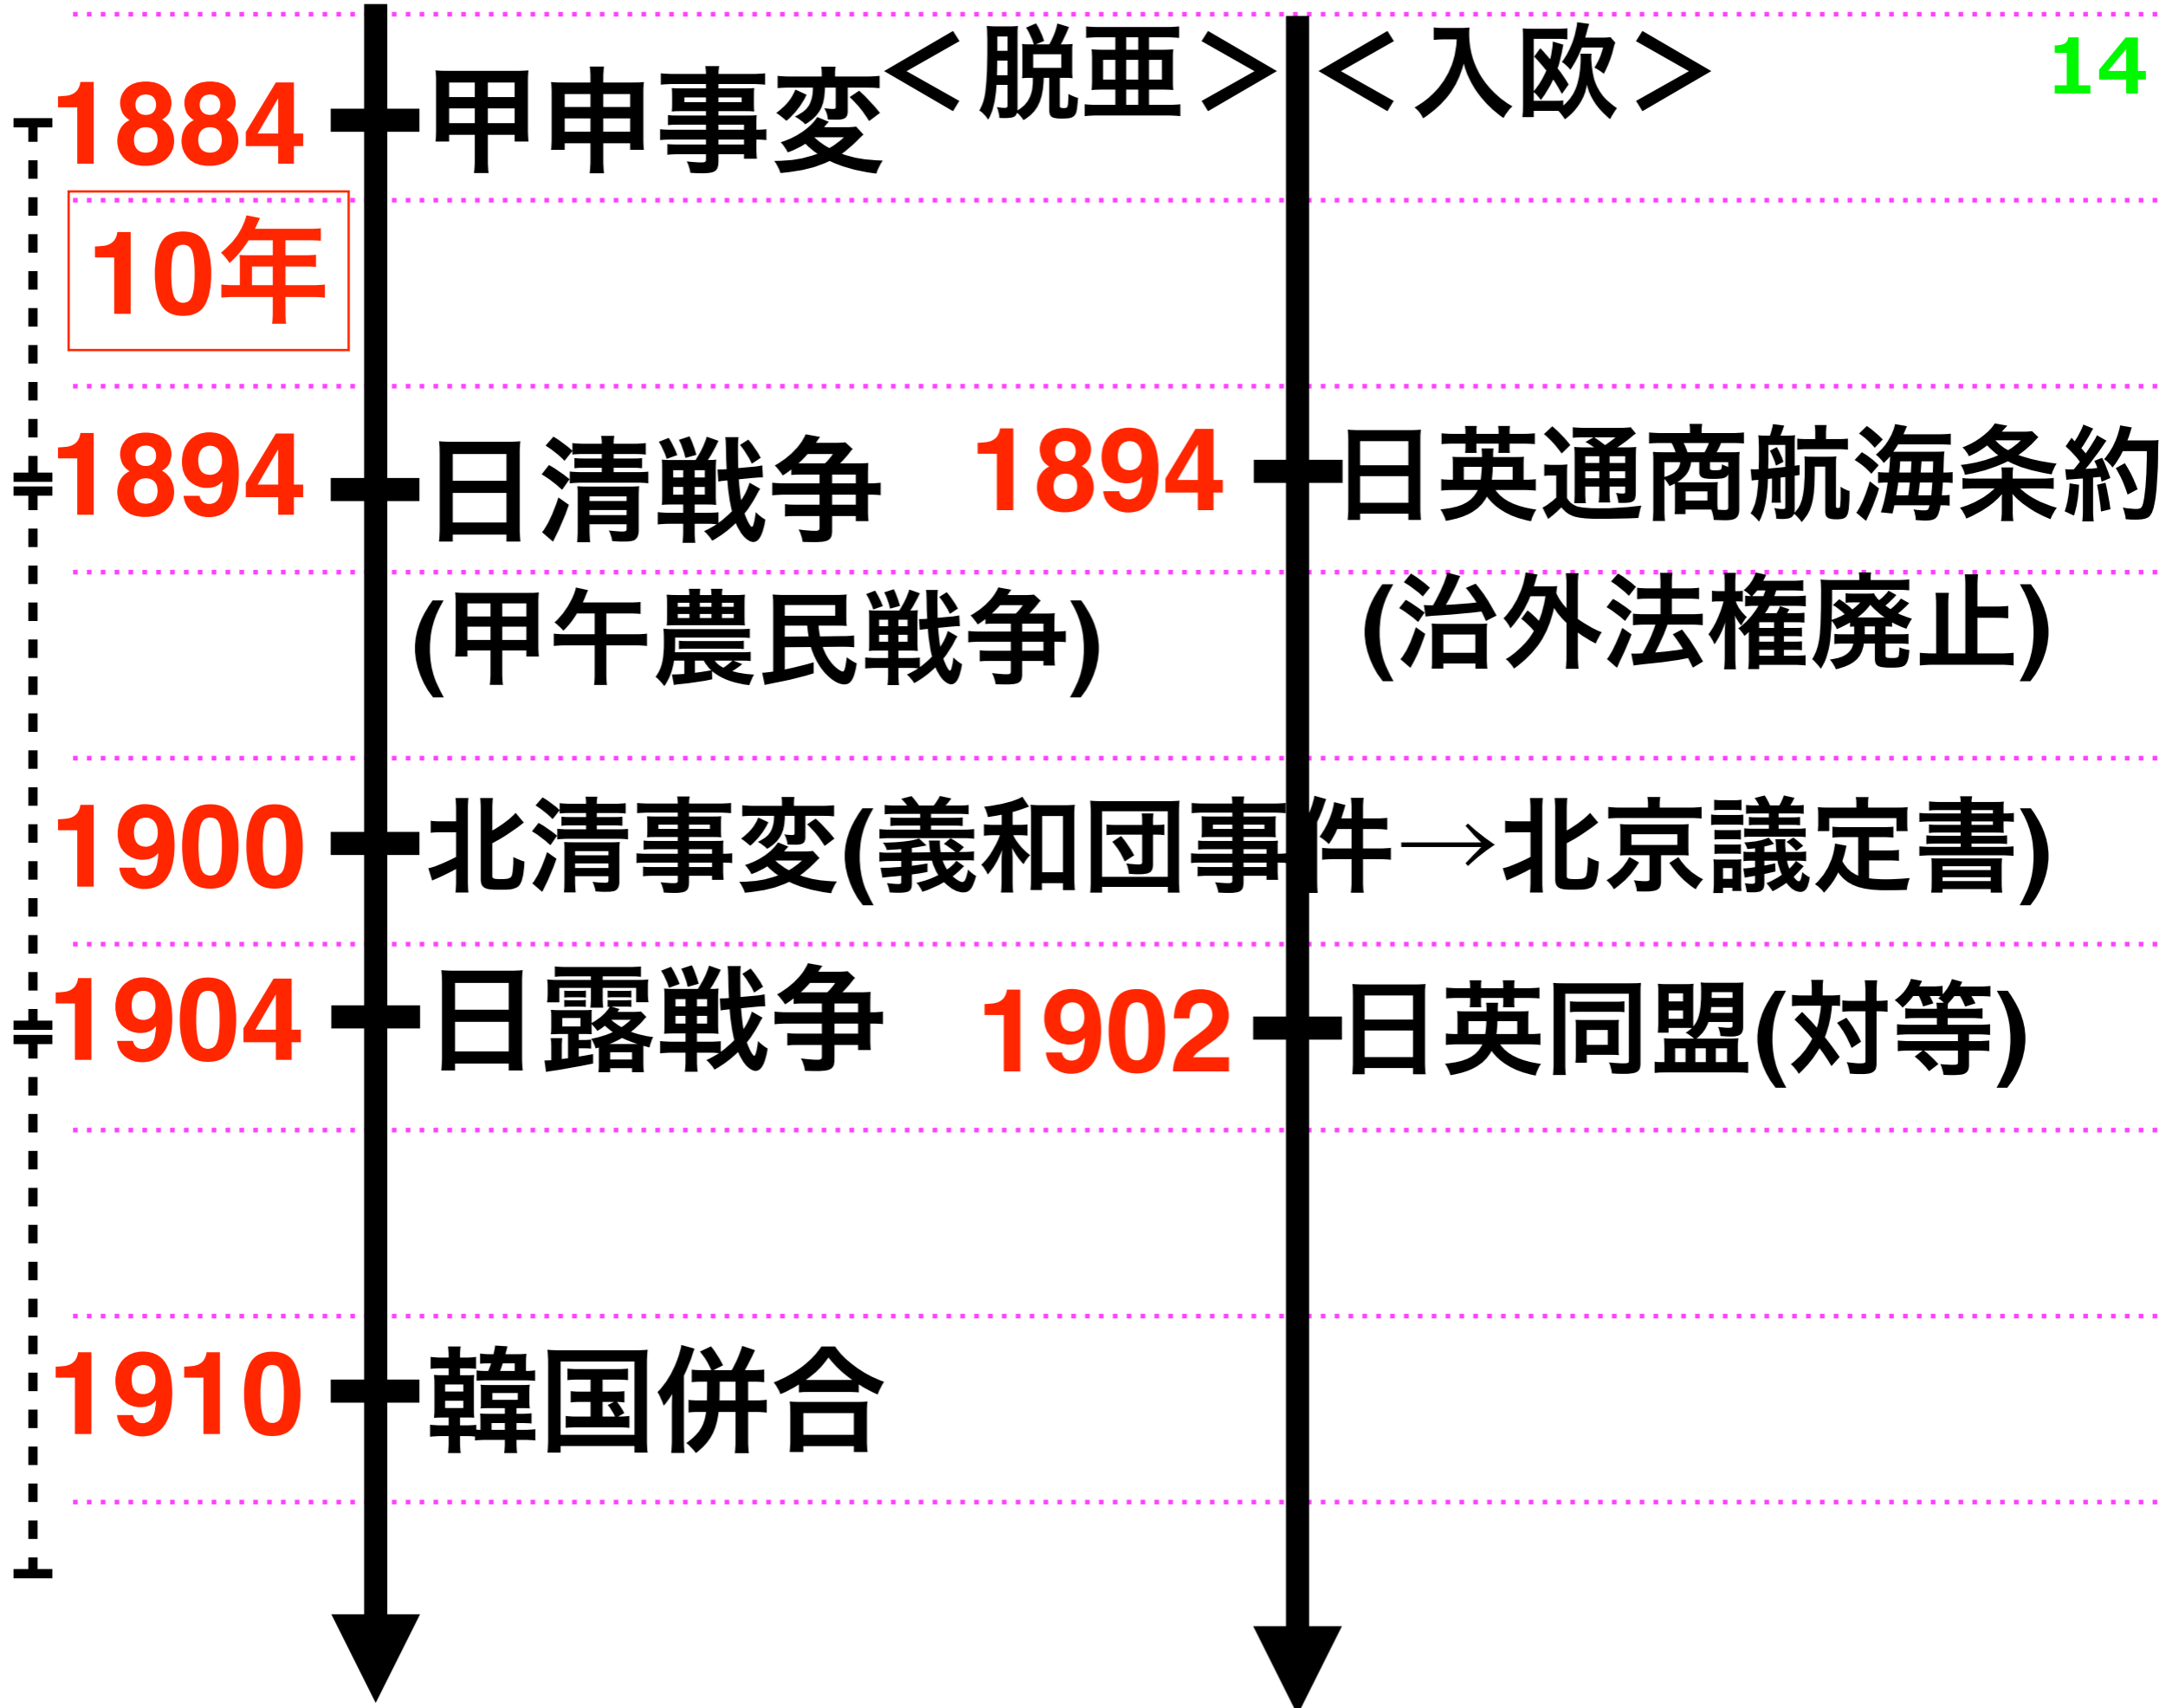 1884 甲申事変 <脱亜><入欧> 14
10年
1894 日清戦争 1894 日英通商航海条約
(甲午農民戦争) (治外法権廃止)
1900 北清事変(義和団事件→北京議定書)
1904 日露戦争 1902 日英同盟(対等)
1910 韓国併合